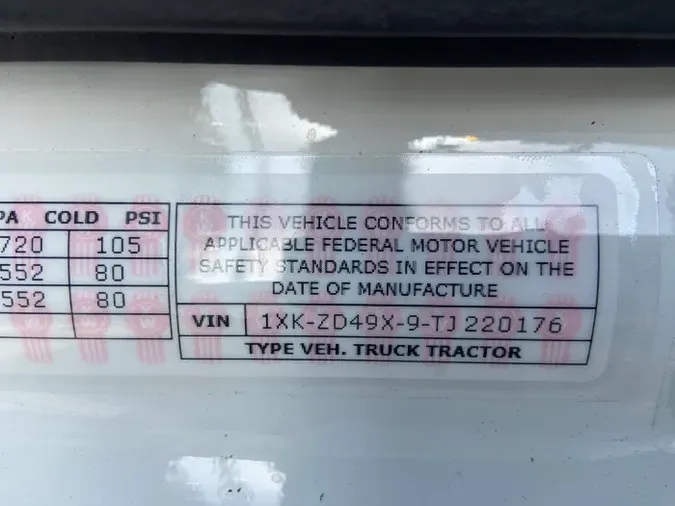 PA COLD PSI
720 105
552 80
552 80
THIS VEHICLE CONFORMS TO ALL
APPLICABLE FEDERAL MOTOR VEHICLE
SAFETY STANDARDS IN EFFECT ON THE
DATE OF MANUFACTURE
VIN 1XK-ZD49X-9-TJ 220176
TYPE VEH. TRUCK TRACTOR